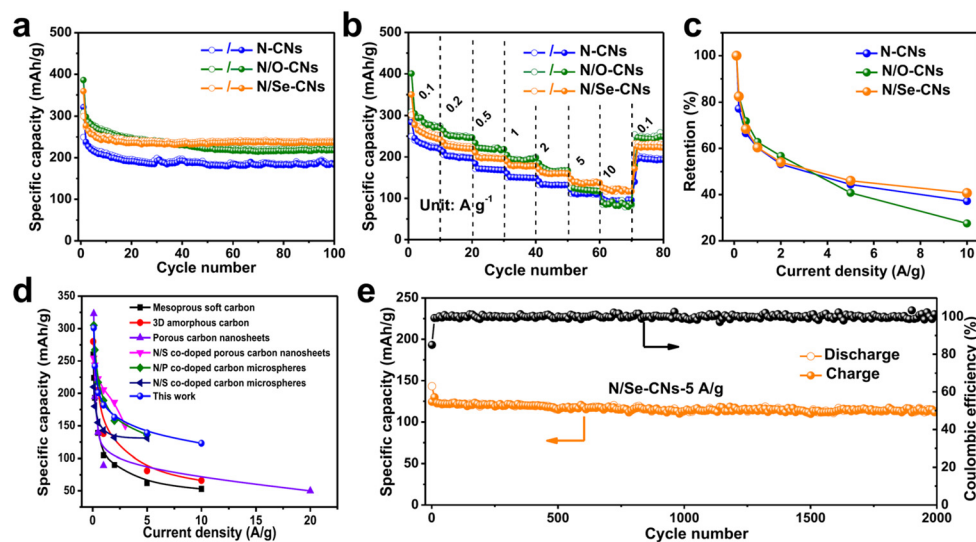 a
500
400
300
200
100
0
0
20
40
60
80
100
Specific capacity (mAh/g)
Cycle number
/ N-CNs
/ N/O-CNs
/ N/Se-CNs
b
500
400
300
200
100
0
0
10
20
30
40
50
60
70
80
Specific capacity (mAh/g)
Cycle number
/ N-CNs
/ N/O-CNs
/ N/Se-CNs
0.1
0.2
0.5
1
2
5
10
0.1
Unit: A g⁻¹
c
100
80
60
40
20
0
2
4
6
8
10
Retention (%)
Current density (A/g)
N-CNs
N/O-CNs
N/Se-CNs
d
350
300
250
200
150
100
50
0
5
10
15
20
Specific capacity (mAh/g)
Current density (A/g)
Mesoprous soft carbon
3D amorphous carbon
Porous carbon nanosheets
N/S co-doped porous carbon nanosheets
N/P co-doped carbon microspheres
N/S co-doped carbon microspheres
This work
e
225
200
150
100
50
0
0
500
1000
1500
2000
Specific capacity (mAh/g)
Cycle number
100
80
60
40
20
0
Coulombic efficiency (%)
Discharge
Charge
N/Se-CNs-5 A/g